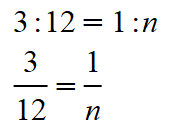 3:12 = 1:n
3/12 = 1/n